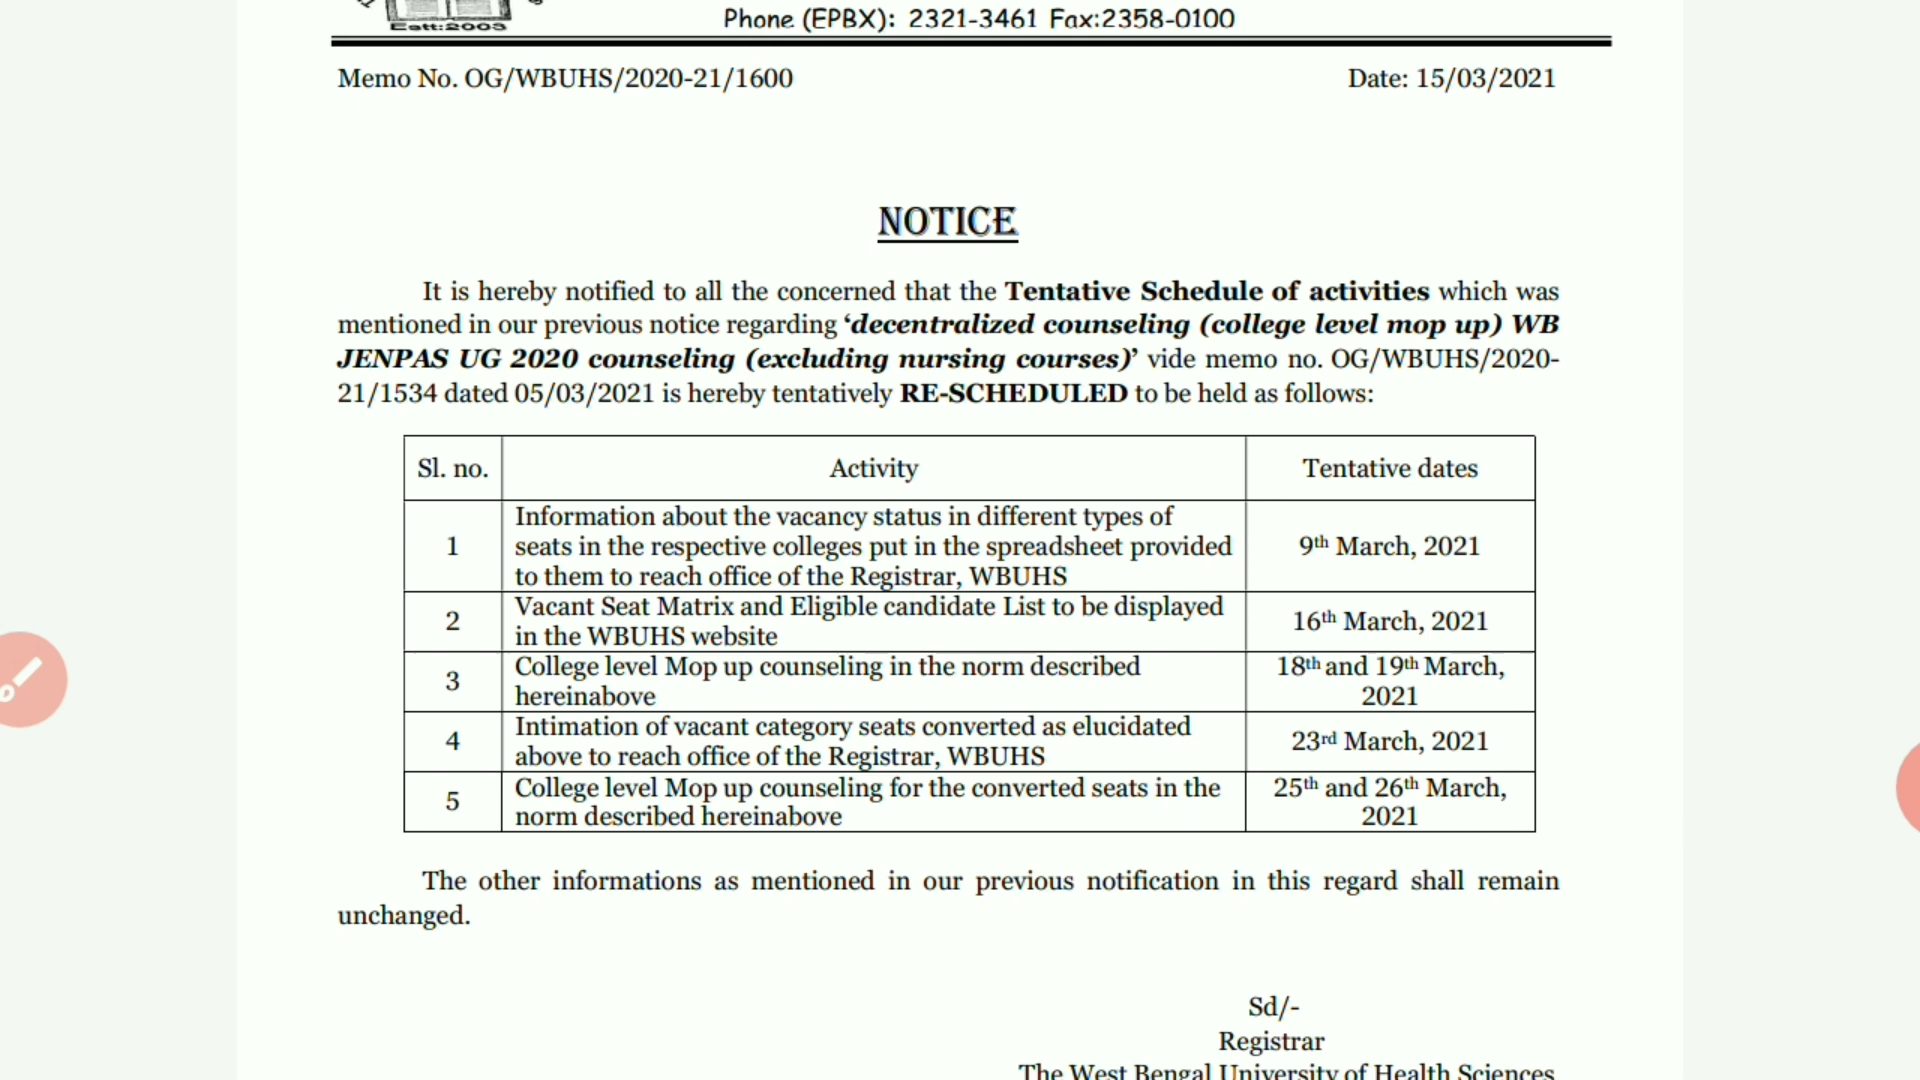 Estt:2003
Phone (EPBX): 2321-3461 Fax:2358-0100
Memo No. OG/WBUHS/2020-21/1600 Date: 15/03/2021
NOTICE
It is hereby notified to all the concerned that the Tentative Schedule of activities which was
mentioned in our previous notice regarding ‘decentralized counseling (college level mop up) WB
JENPAS UG 2020 counseling (excluding nursing courses)’ vide memo no. OG/WBUHS/2020-
21/1534 dated 05/03/2021 is hereby tentatively RE-SCHEDULED to be held as follows:
Sl. no. Activity Tentative dates
Information about the vacancy status in different types of
1 seats in the respective colleges put in the spreadsheet provided 9th March, 2021
to them to reach office of the Registrar, WBUHS
2 Vacant Seat Matrix and Eligible candidate List to be displayed 16th March, 2021
in the WBUHS website
3 College level Mop up counseling in the norm described 18th and 19th March,
hereinabove 2021
4 Intimation of vacant category seats converted as elucidated 23rd March, 2021
above to reach office of the Registrar, WBUHS
5 College level Mop up counseling for the converted seats in the 25th and 26th March,
norm described hereinabove 2021
The other informations as mentioned in our previous notification in this regard shall remain
unchanged.
Sd/-
Registrar
The West Bengal University of Health Sciences